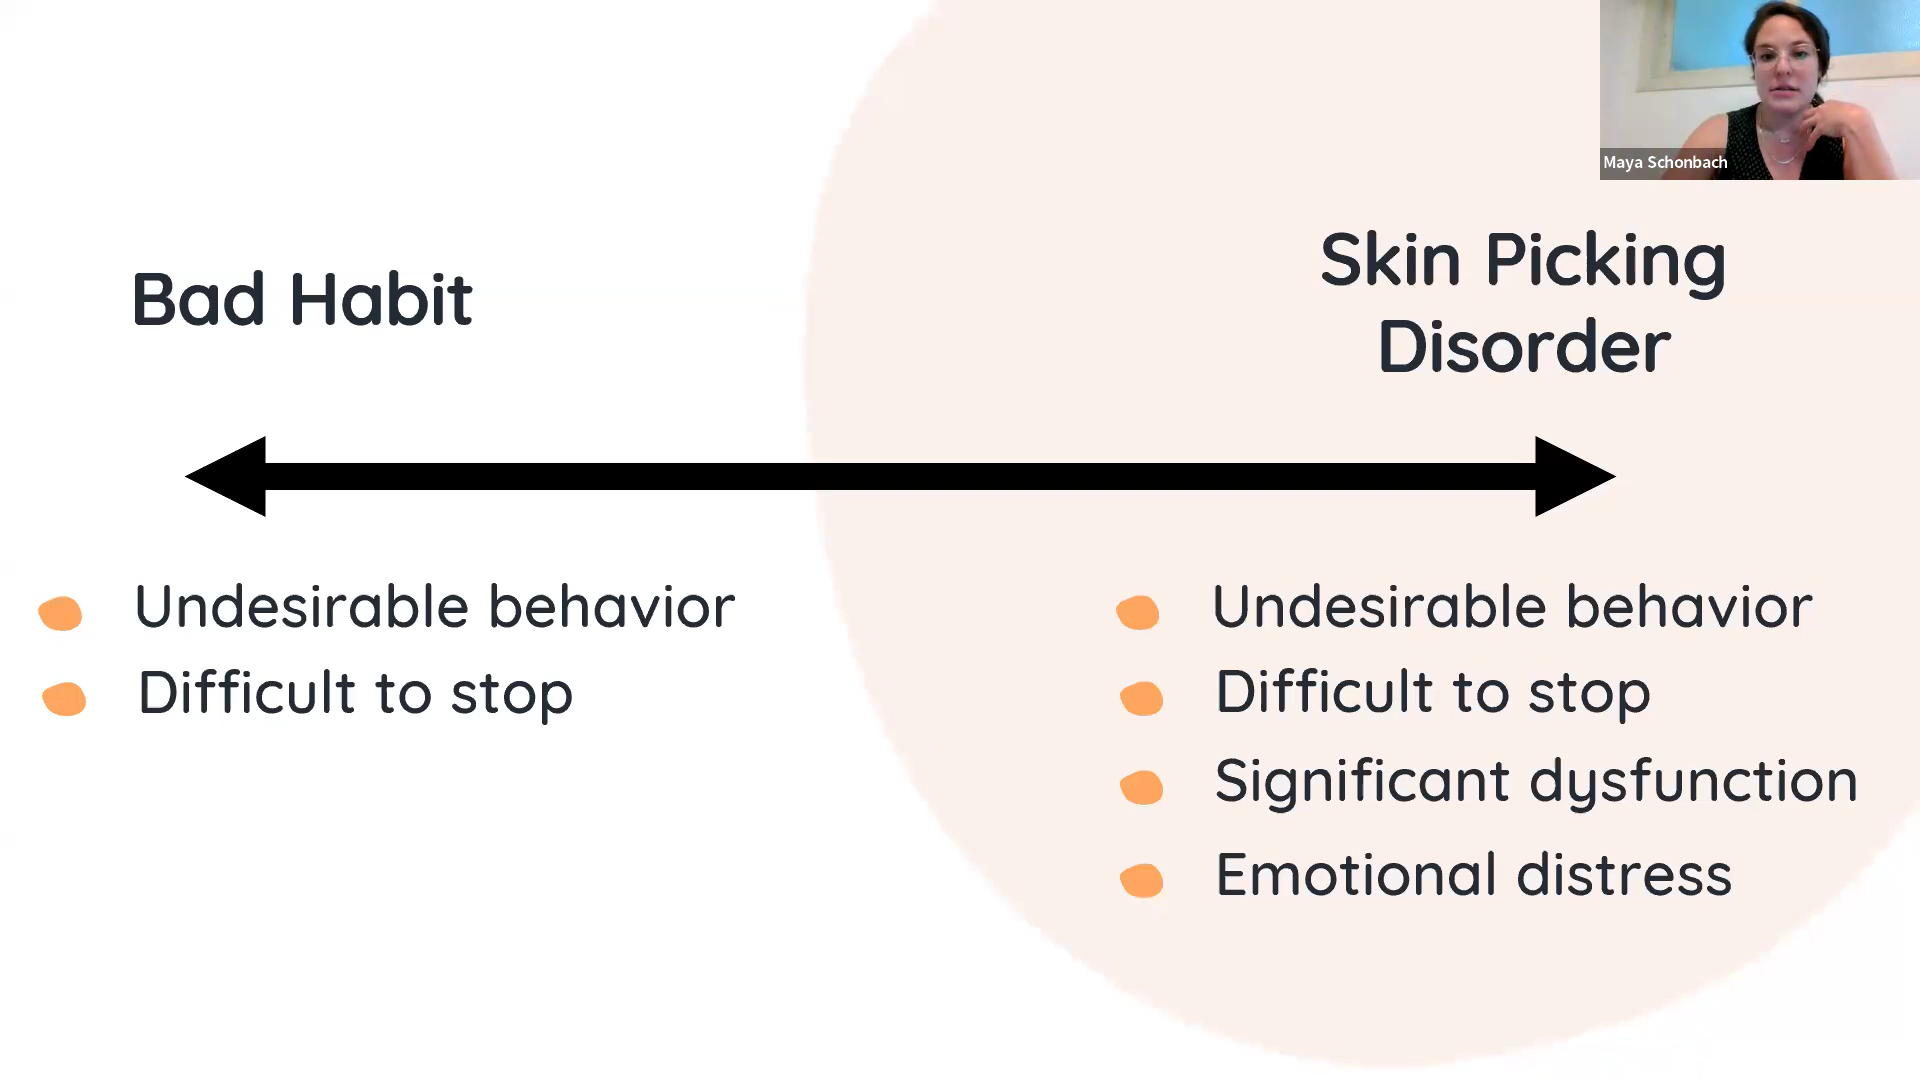 Maya Schonbach
Bad Habit
Skin Picking
Disorder
Undesirable behavior
Difficult to stop
Undesirable behavior
Difficult to stop
Significant dysfunction
Emotional distress